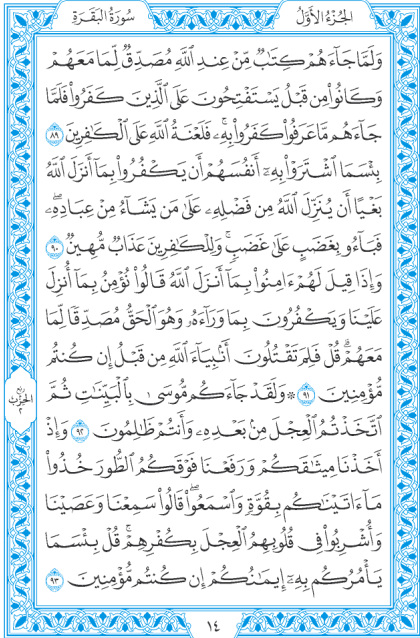 الجُزْءُ الأَوَّلُ
سُورَةُ البَقَرَةِ
وَلَمَّا جَآءَهُمْ كِتَٰبٌ مِّنْ عِندِ ٱللَّهِ مُصَدِّقٌ لِّمَا مَعَهُمْ
وَكَانُوا۟ مِن قَبْلُ يَسْتَفْتِحُونَ عَلَى ٱلَّذِينَ كَفَرُوا۟ فَلَمَّا
جَآءَهُم مَّا عَرَفُوا۟ كَفَرُوا۟ بِهِۦ ۚ فَلَعْنَةُ ٱللَّهِ عَلَى ٱلْكَٰفِرِينَ ٨٩
بِئْسَمَا ٱشْتَرَوْا۟ بِهِۦٓ أَنفُسَهُمْ أَن يَكْفُرُوا۟ بِمَآ أَنزَلَ ٱللَّهُ
بَغْيًا أَن يُنَزِّلَ ٱللَّهُ مِن فَضْلِهِۦ عَلَىٰ مَن يَشَآءُ مِنْ عِبَادِهِۦ ۖ
فَبَآءُو بِغَضَبٍ عَلَىٰ غَضَبٍ ۚ وَلِلْكَٰفِرِينَ عَذَابٌ مُّهِينٌ ٩٠
وَإِذَا قِيلَ لَهُمْ ءَامِنُوا۟ بِمَآ أَنزَلَ ٱللَّهُ قَالُوا۟ نُؤْمِنُ بِمَآ أُنزِلَ
عَلَيْنَا وَيَكْفُرُونَ بِمَا وَرَآءَهُۥ وَهُوَ ٱلْحَقُّ مُصَدِّقًا لِّمَا
مَعَهُمْ ۗ قُلْ فَلِمَ تَقْتُلُونَ أَنۢبِيَآءَ ٱللَّهِ مِن قَبْلُ إِن كُنتُم
مُّؤْمِنِينَ ٩١ ۞ وَلَقَدْ جَآءَكُم مُّوسَىٰ بِٱلْبَيِّنَٰتِ ثُمَّ
ٱتَّخَذْتُمُ ٱلْعِجْلَ مِنۢ بَعْدِهِۦ وَأَنتُمْ ظَٰلِمُونَ ٩٢ وَإِذْ
أَخَذْنَا مِيثَٰقَكُمْ وَرَفَعْنَا فَوْقَكُمُ ٱلطُّورَ خُذُوا۟
مَآ ءَاتَيْنَٰكُم بِقُوَّةٍ وَٱسْمَعُوا۟ ۖ قَالُوا۟ سَمِعْنَا وَعَصَيْنَا
وَأُشْرِبُوا۟ فِى قُلُوبِهِمُ ٱلْعِجْلَ بِكُفْرِهِمْ ۚ قُلْ بِئْسَمَا
يَأْمُرُكُم بِهِۦٓ إِيمَٰنُكُمْ إِن كُنتُم مُّؤْمِنِينَ ٩٣
ربع
الحزب
٢
١٤